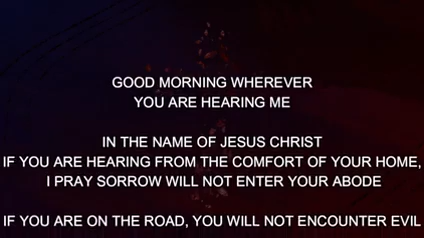 GOOD MORNING WHEREVER
YOU ARE HEARING ME
IN THE NAME OF JESUS CHRIST
IF YOU ARE HEARING FROM THE COMFORT OF YOUR HOME,
I PRAY SORROW WILL NOT ENTER YOUR ABODE
IF YOU ARE ON THE ROAD, YOU WILL NOT ENCOUNTER EVIL